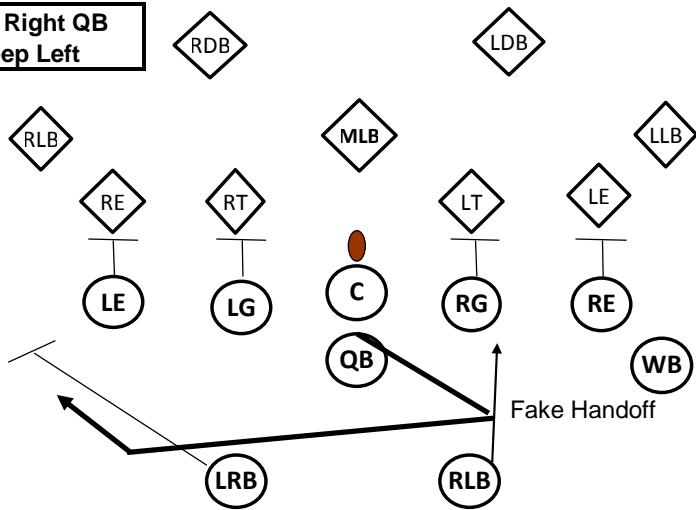 Right QB
Left
RDB
LDB
RLB
MLB
LLB
RE
RT
LT
LE
LE
LG
C
RG
RE
QB
WB
Fake Handoff
LRB
RLB